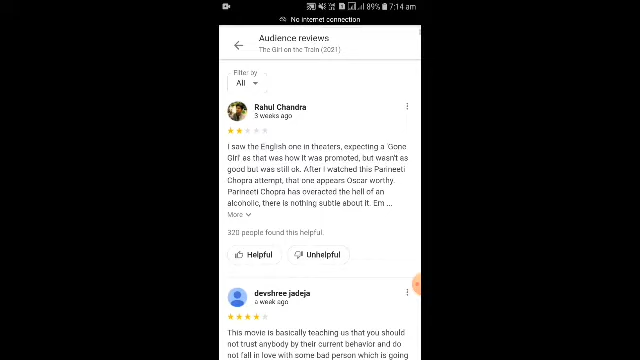 89% 7:14 am
No internet connection
Audience reviews
The Girl on the Train (2021)
Filter by
All
Rahul Chandra
3 weeks ago
I saw the English one in theaters, expecting a 'Gone
Girl' as that was how it was promoted, but wasn't as
good but was still ok. After I watched this Parineeti
Chopra attempt, that one appears Oscar worthy.
Parineeti Chopra has overacted the hell of an
alcoholic, there is nothing subtle about it. Em ...
More
320 people found this helpful.
Helpful Unhelpful
devshree jadeja
a week ago
This movie is basically teaching us that you should
not trust anybody by their current behavior and do
not fall in love with some bad person which is going